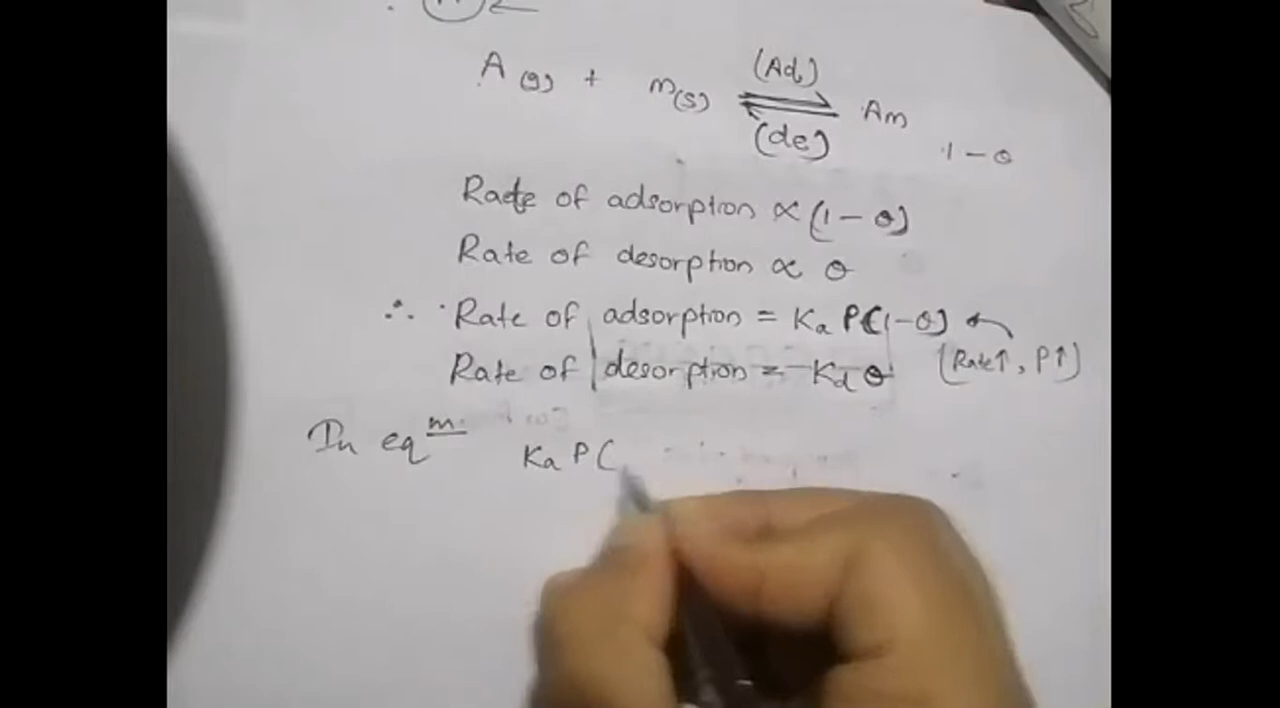 (Ad)
A (g) + m(s) ⇌ Am
(de)
1 - θ
Rate of adsorption ∝ (1 - θ)
Rate of desorption ∝ θ
∴ Rate of adsorption = Ka P(1-θ) ←
Rate of desorption = Kd θ (Rate↑, P↑)
In eqm. Ka P(